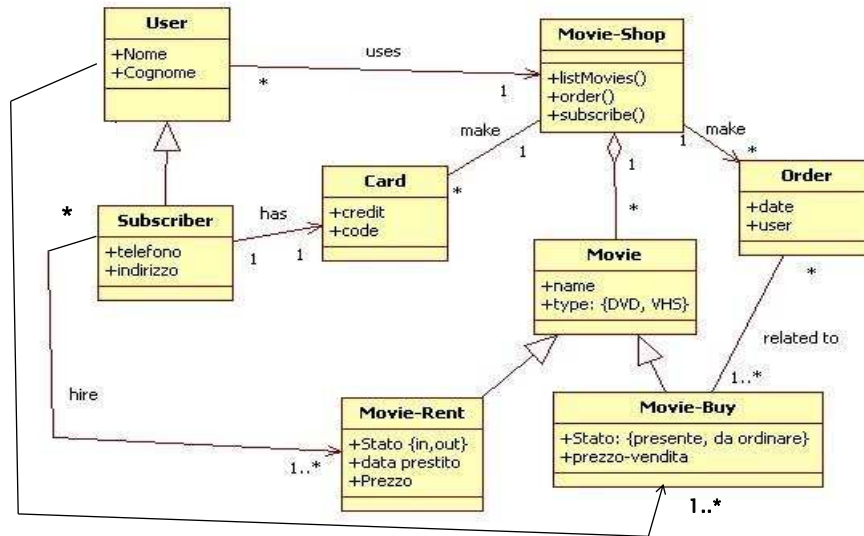 User
+Nome
+Cognome
uses
*
1
Movie-Shop
+listMovies()
+order()
+subscribe()
make
1
*
1
make
*
1
*
Card
+credit
+code
Order
+date
+user
*
Subscriber
+telefono
+indirizzo
has
1
1
*
Movie
+name
+type: {DVD, VHS}
related to
1..*
hire
1..*
Movie-Rent
+Stato {in,out}
+data prestito
+Prezzo
Movie-Buy
+Stato: {presente, da ordinare}
+prezzo-vendita
1..*